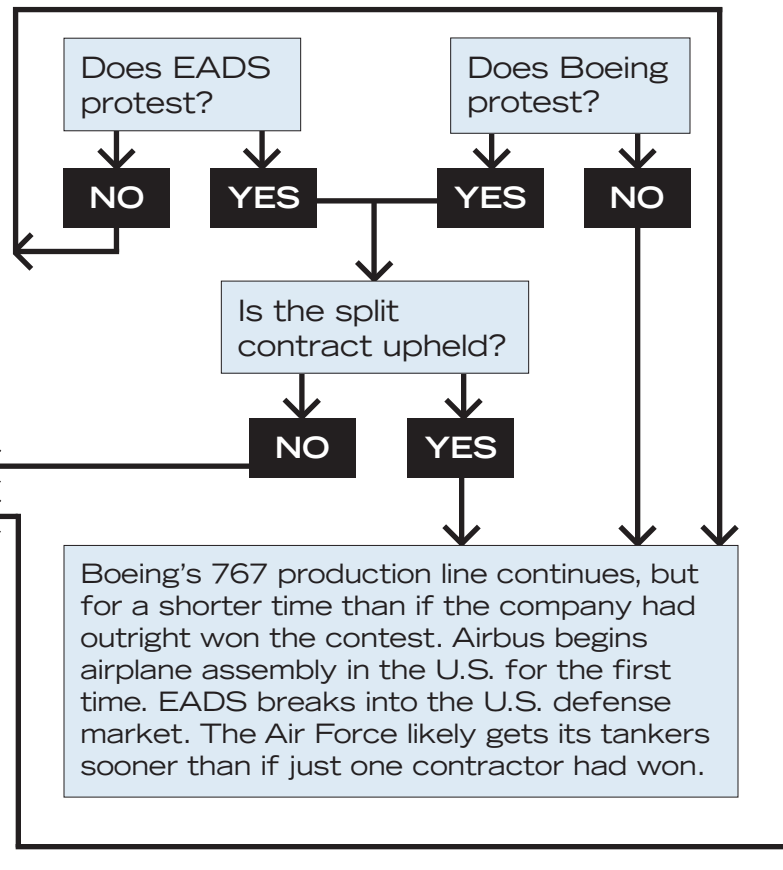 Does EADS
protest?
Does Boeing
protest?
NO
YES
YES
NO
Is the split
contract upheld?
NO
YES
Boeing’s 767 production line continues, but
for a shorter time than if the company had
outright won the contest. Airbus begins
airplane assembly in the U.S. for the first
time. EADS breaks into the U.S. defense
market. The Air Force likely gets its tankers
sooner than if just one contractor had won.